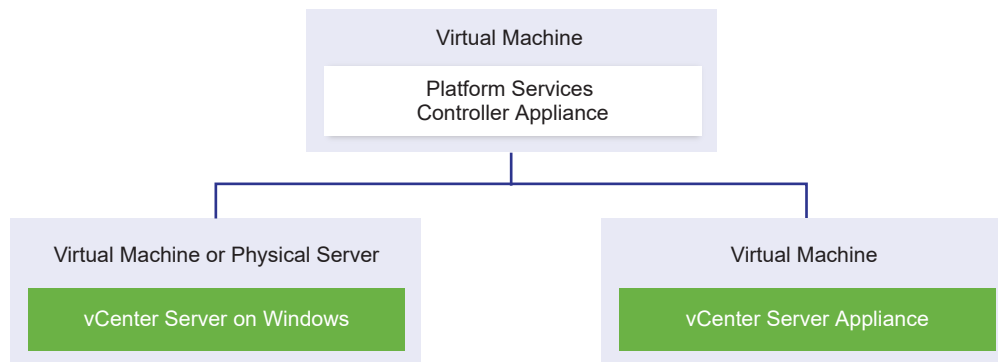 Virtual Machine
Platform Services
Controller Appliance
Virtual Machine or Physical Server
vCenter Server on Windows
Virtual Machine
vCenter Server Appliance